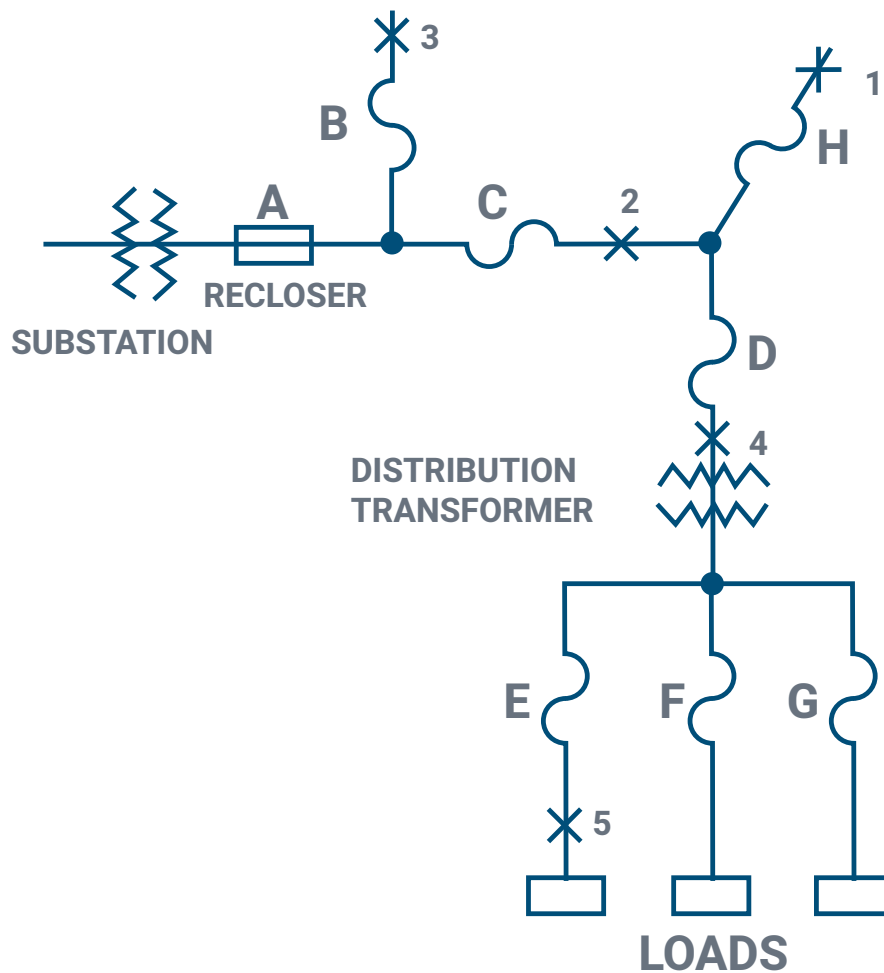 3
1
B
H
A
C
2
RECLOSER
SUBSTATION
D
4
DISTRIBUTION
TRANSFORMER
E
F
G
5
LOADS